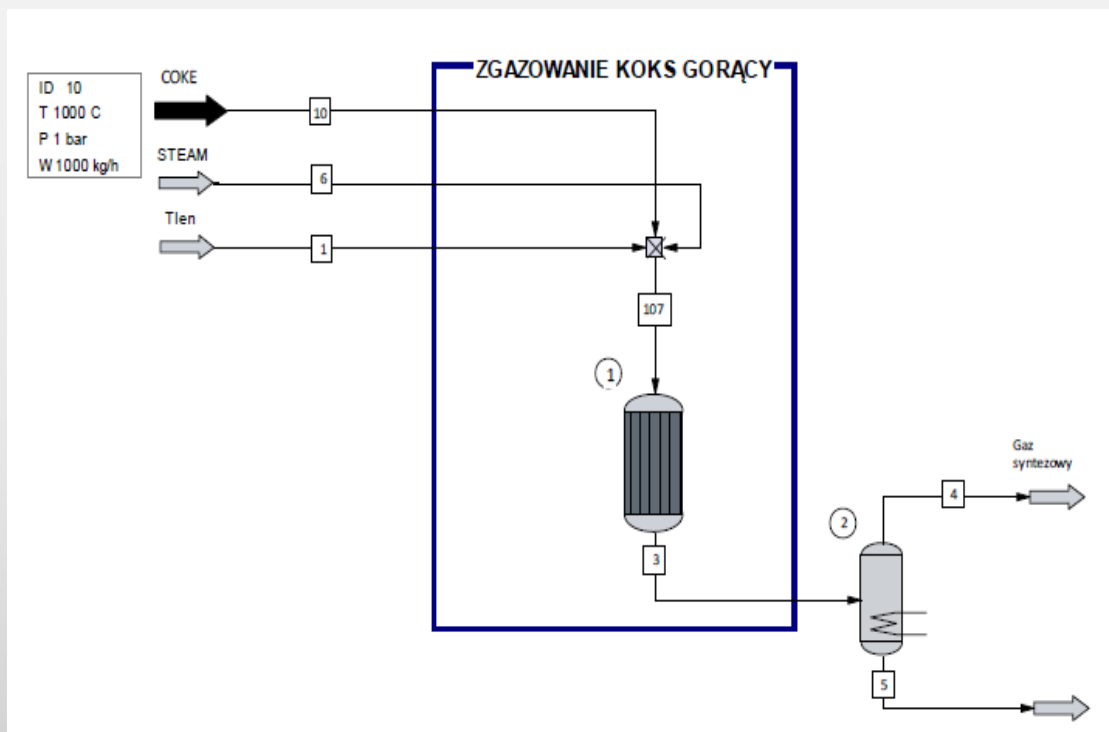 ZGAZOWANIE KOKS GORĄCY
ID 10
T 1000 C
P 1 bar
W 1000 kg/h
COKE
10
STEAM
6
Tlen
1
107
1
3
2
4
Gaz
syntezowy
5